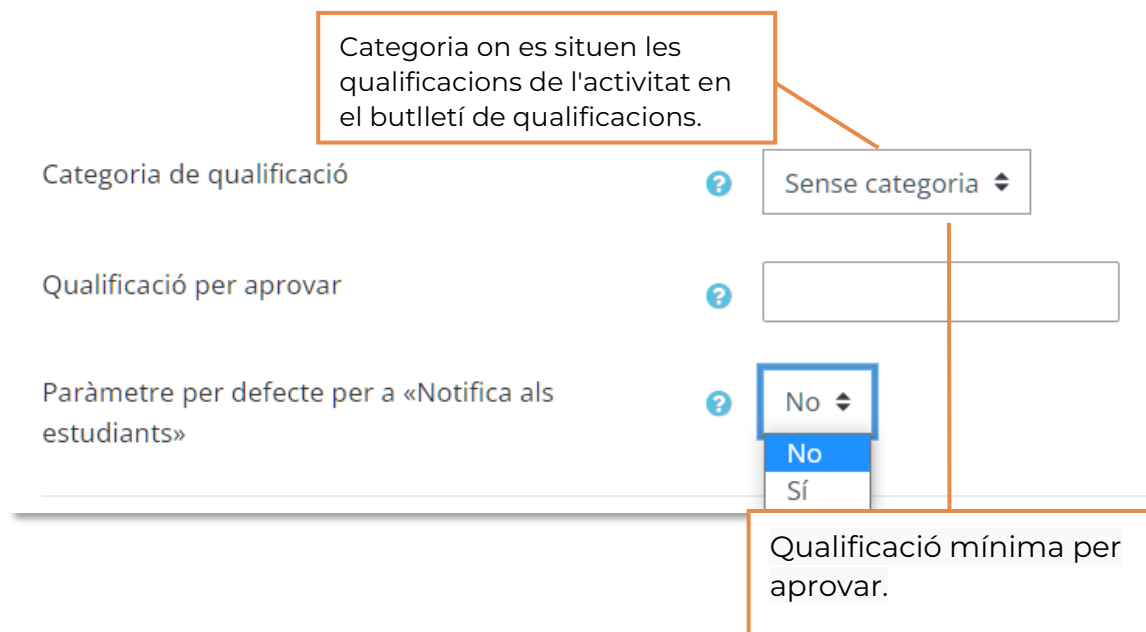 Categoria on es situen les
qualificacions de l'activitat en
el butlletí de qualificacions.
Categoria de qualificació
?
Sense categoria
Qualificació per aprovar
?
Paràmetre per defecte per a «Notifica als
estudiants»
?
No
No
Sí
Qualificació mínima per
aprovar.